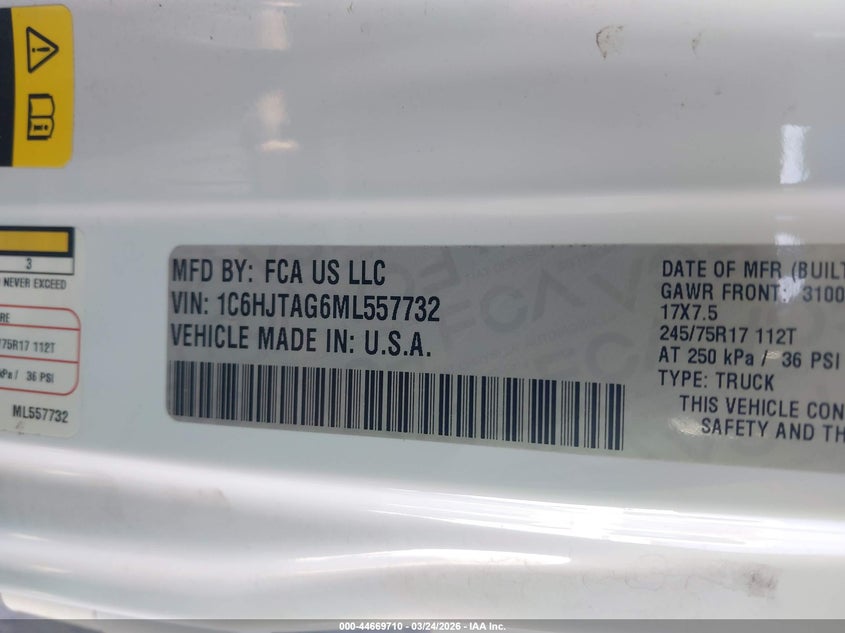 3
NEVER EXCEED
RE
/75R17 112T
kPa / 36 PSI
ML557732
MFD BY: FCA US LLC
VIN: 1C6HJTAG6ML557732
VEHICLE MADE IN: U.S.A.
DATE OF MFR (BUILT
GAWR FRONT: 3100
17X7.5
245/75R17 112T
AT 250 kPa / 36 PSI
TYPE: TRUCK
THIS VEHICLE CON
SAFETY AND TH
000-44669710 - 03/24/2026 - IAA Inc.